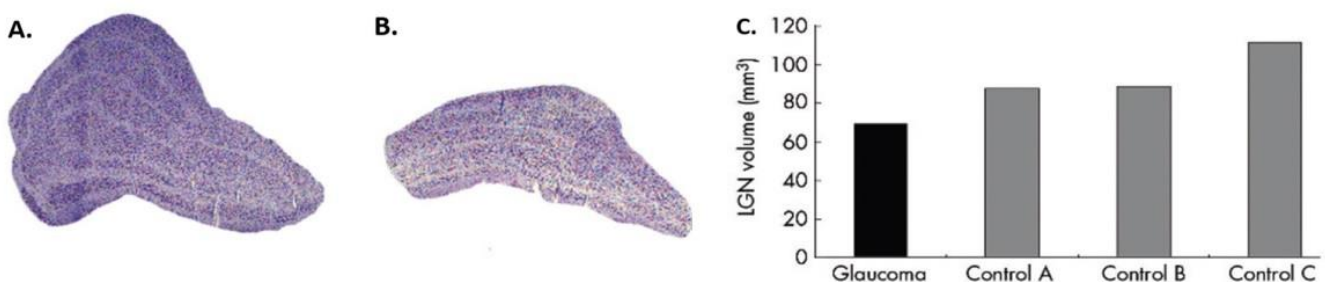 A.
B.
C.
LGN volume (mm³)
120
100
80
60
40
20
0
Glaucoma
Control A
Control B
Control C